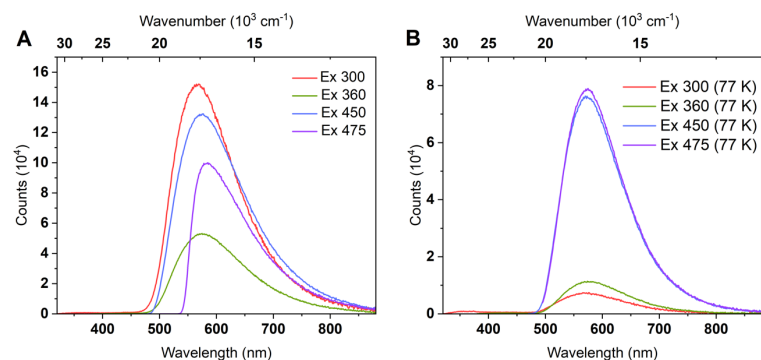 Wavenumber (10³ cm⁻¹)
30 25 20 15
A
16
14
12
10
8
6
4
2
0
Counts (10⁴)
Ex 300
Ex 360
Ex 450
Ex 475
400 500 600 700 800
Wavelength (nm)
Wavenumber (10³ cm⁻¹)
30 25 20 15
B
8
6
4
2
0
Counts (10⁴)
Ex 300 (77 K)
Ex 360 (77 K)
Ex 450 (77 K)
Ex 475 (77 K)
400 500 600 700 800
Wavelength (nm)